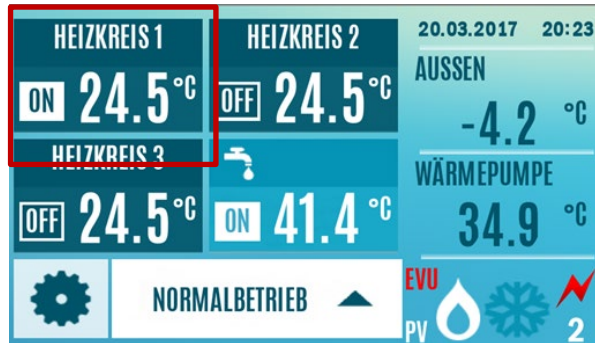 HEIZKREIS 1
ON 24.5°C
HEIZKREIS 2
OFF 24.5°C
HEIZKREIS 3
OFF 24.5°C
ON 41.4 °C
20.03.2017 20:23
AUSSEN
-4.2 °C
WÄRMEPUMPE
34.9 °C
NORMALBETRIEB
EVU
PV
2